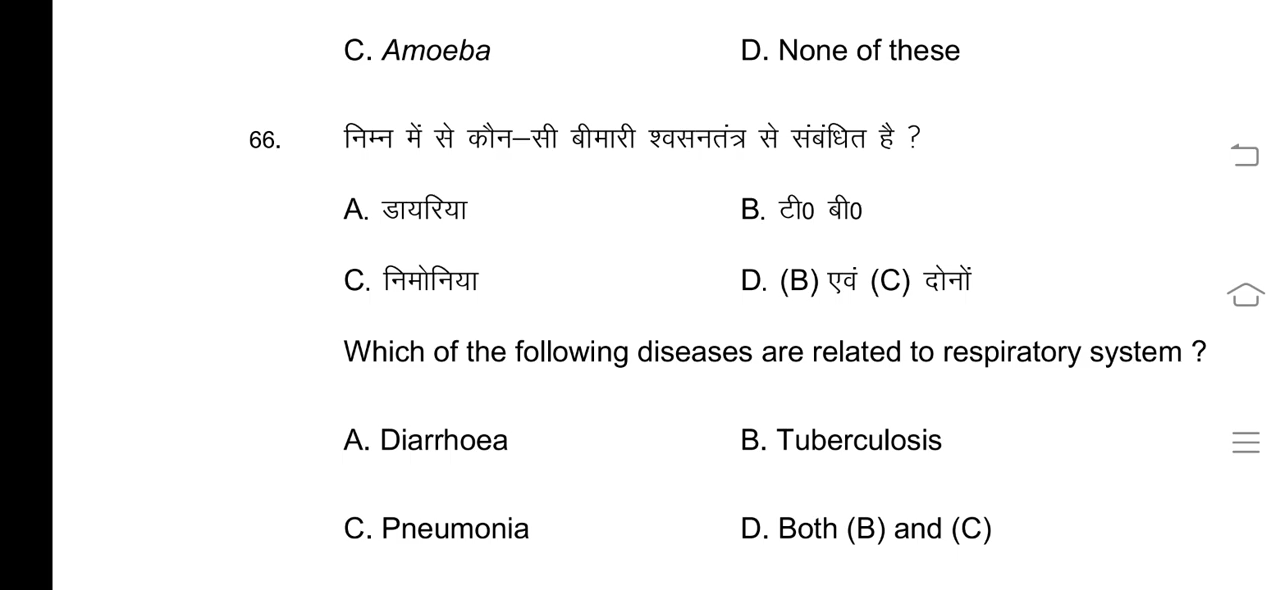 C. Amoeba D. None of these
66. निम्न में से कौन–सी बीमारी श्वसनतंत्र से संबंधित है ?
A. डायरिया B. टी0 बी0
C. निमोनिया D. (B) एवं (C) दोनों
Which of the following diseases are related to respiratory system ?
A. Diarrhoea B. Tuberculosis
C. Pneumonia D. Both (B) and (C)